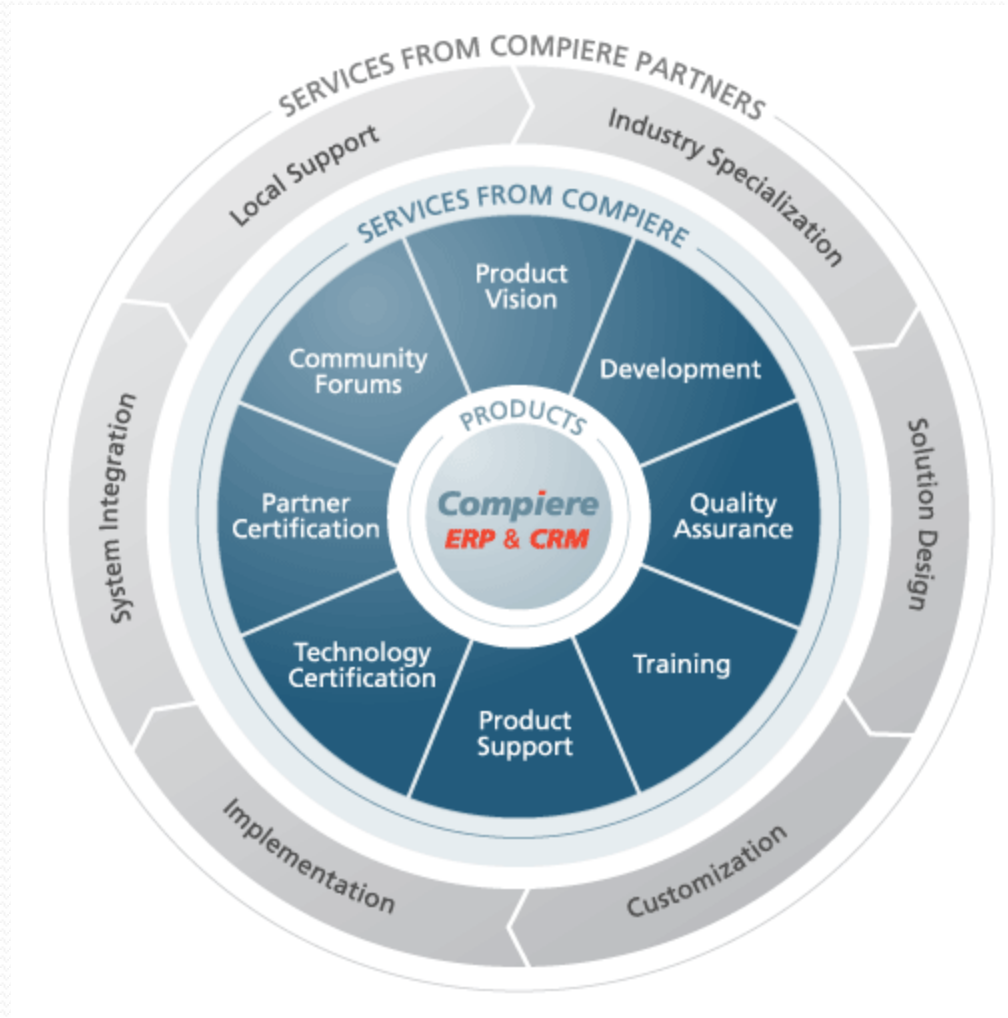 SERVICES FROM COMPIERE PARTNERS
Local Support
Industry Specialization
Solution Design
Customization
Implementation
System Integration
SERVICES FROM COMPIERE
Product
Vision
Development
Quality
Assurance
Training
Product
Support
Technology
Certification
Partner
Certification
Community
Forums
PRODUCTS
Compiere
ERP & CRM